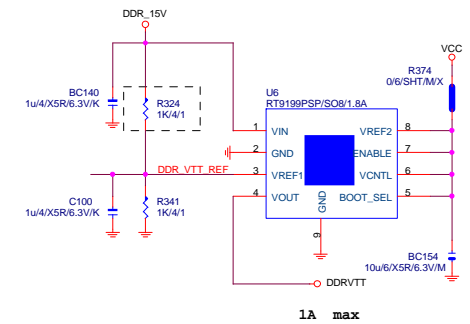 DDR_15V
VCC
R374
0/6/SHT/M/X
BC140
1u/4/X5R/6.3V/K
R324
1K/4/1
U6
RT9199PSP/SO8/1.8A
1 VIN VREF2 8
2 GND ENABLE 7
DDR_VTT_REF 3 VREF1 VCNTL 6
4 VOUT BOOT_SEL 5
GND
9
C100
1u/4/X5R/6.3V/K
R341
1K/4/1
BC154
10u/6/X5R/6.3V/M
DDRVTT
1A max